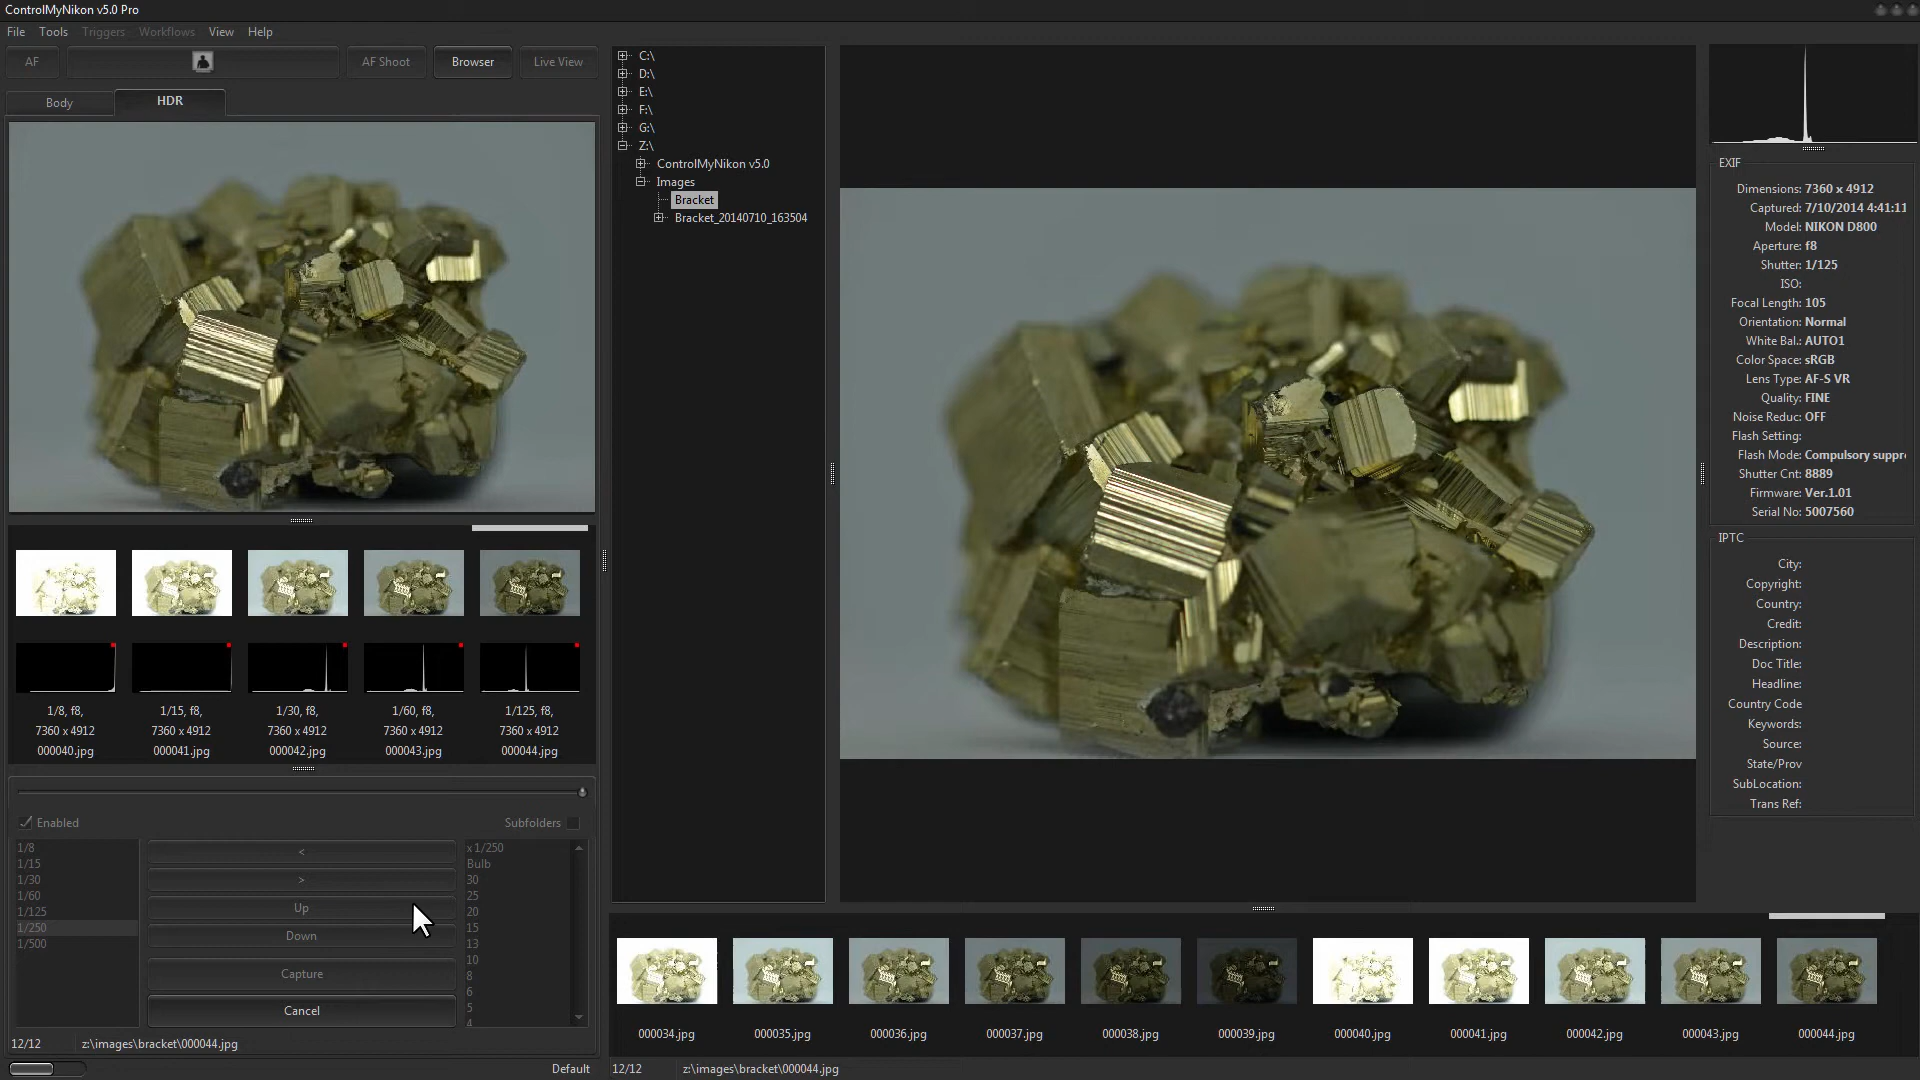 ControlMyNikon v5.0 Pro
File Tools Triggers Workflows View Help
AF AF Shoot Browser Live View
Body HDR
C:\
D:\
E:\
F:\
G:\
Z:\
ControlMyNikon v5.0
Images
Bracket
Bracket_20140710_163504
EXIF
Dimensions: 7360 x 4912
Captured: 7/10/2014 4:41:11
Model: NIKON D800
Aperture: f8
Shutter: 1/125
ISO:
Focal Length: 105
Orientation: Normal
White Bal.: AUTO1
Color Space: sRGB
Lens Type: AF-S VR
Quality: FINE
Noise Reduc: OFF
Flash Setting:
Flash Mode: Compulsory suppr
Shutter Cnt: 8889
Firmware: Ver.1.01
Serial No: 5007560
IPTC
City:
Copyright:
Country:
Credit:
Description:
Doc Title:
Headline:
Country Code
Keywords:
Source:
State/Prov
SubLocation:
Trans Ref:
1/8, f8, 1/15, f8, 1/30, f8, 1/60, f8, 1/125, f8,
7360 x 4912 7360 x 4912 7360 x 4912 7360 x 4912 7360 x 4912
000040.jpg 000041.jpg 000042.jpg 000043.jpg 000044.jpg
Enabled Subfolders
1/8
1/15
1/30
1/60
1/125
1/250
1/500
<
>
Up
Down
Capture
Cancel
x 1/250
Bulb
30
25
20
15
13
10
8
6
5
4
12/12 z:\images\bracket\000044.jpg
Default
000034.jpg 000035.jpg 000036.jpg 000037.jpg 000038.jpg 000039.jpg 000040.jpg 000041.jpg 000042.jpg 000043.jpg 000044.jpg
12/12 z:\images\bracket\000044.jpg